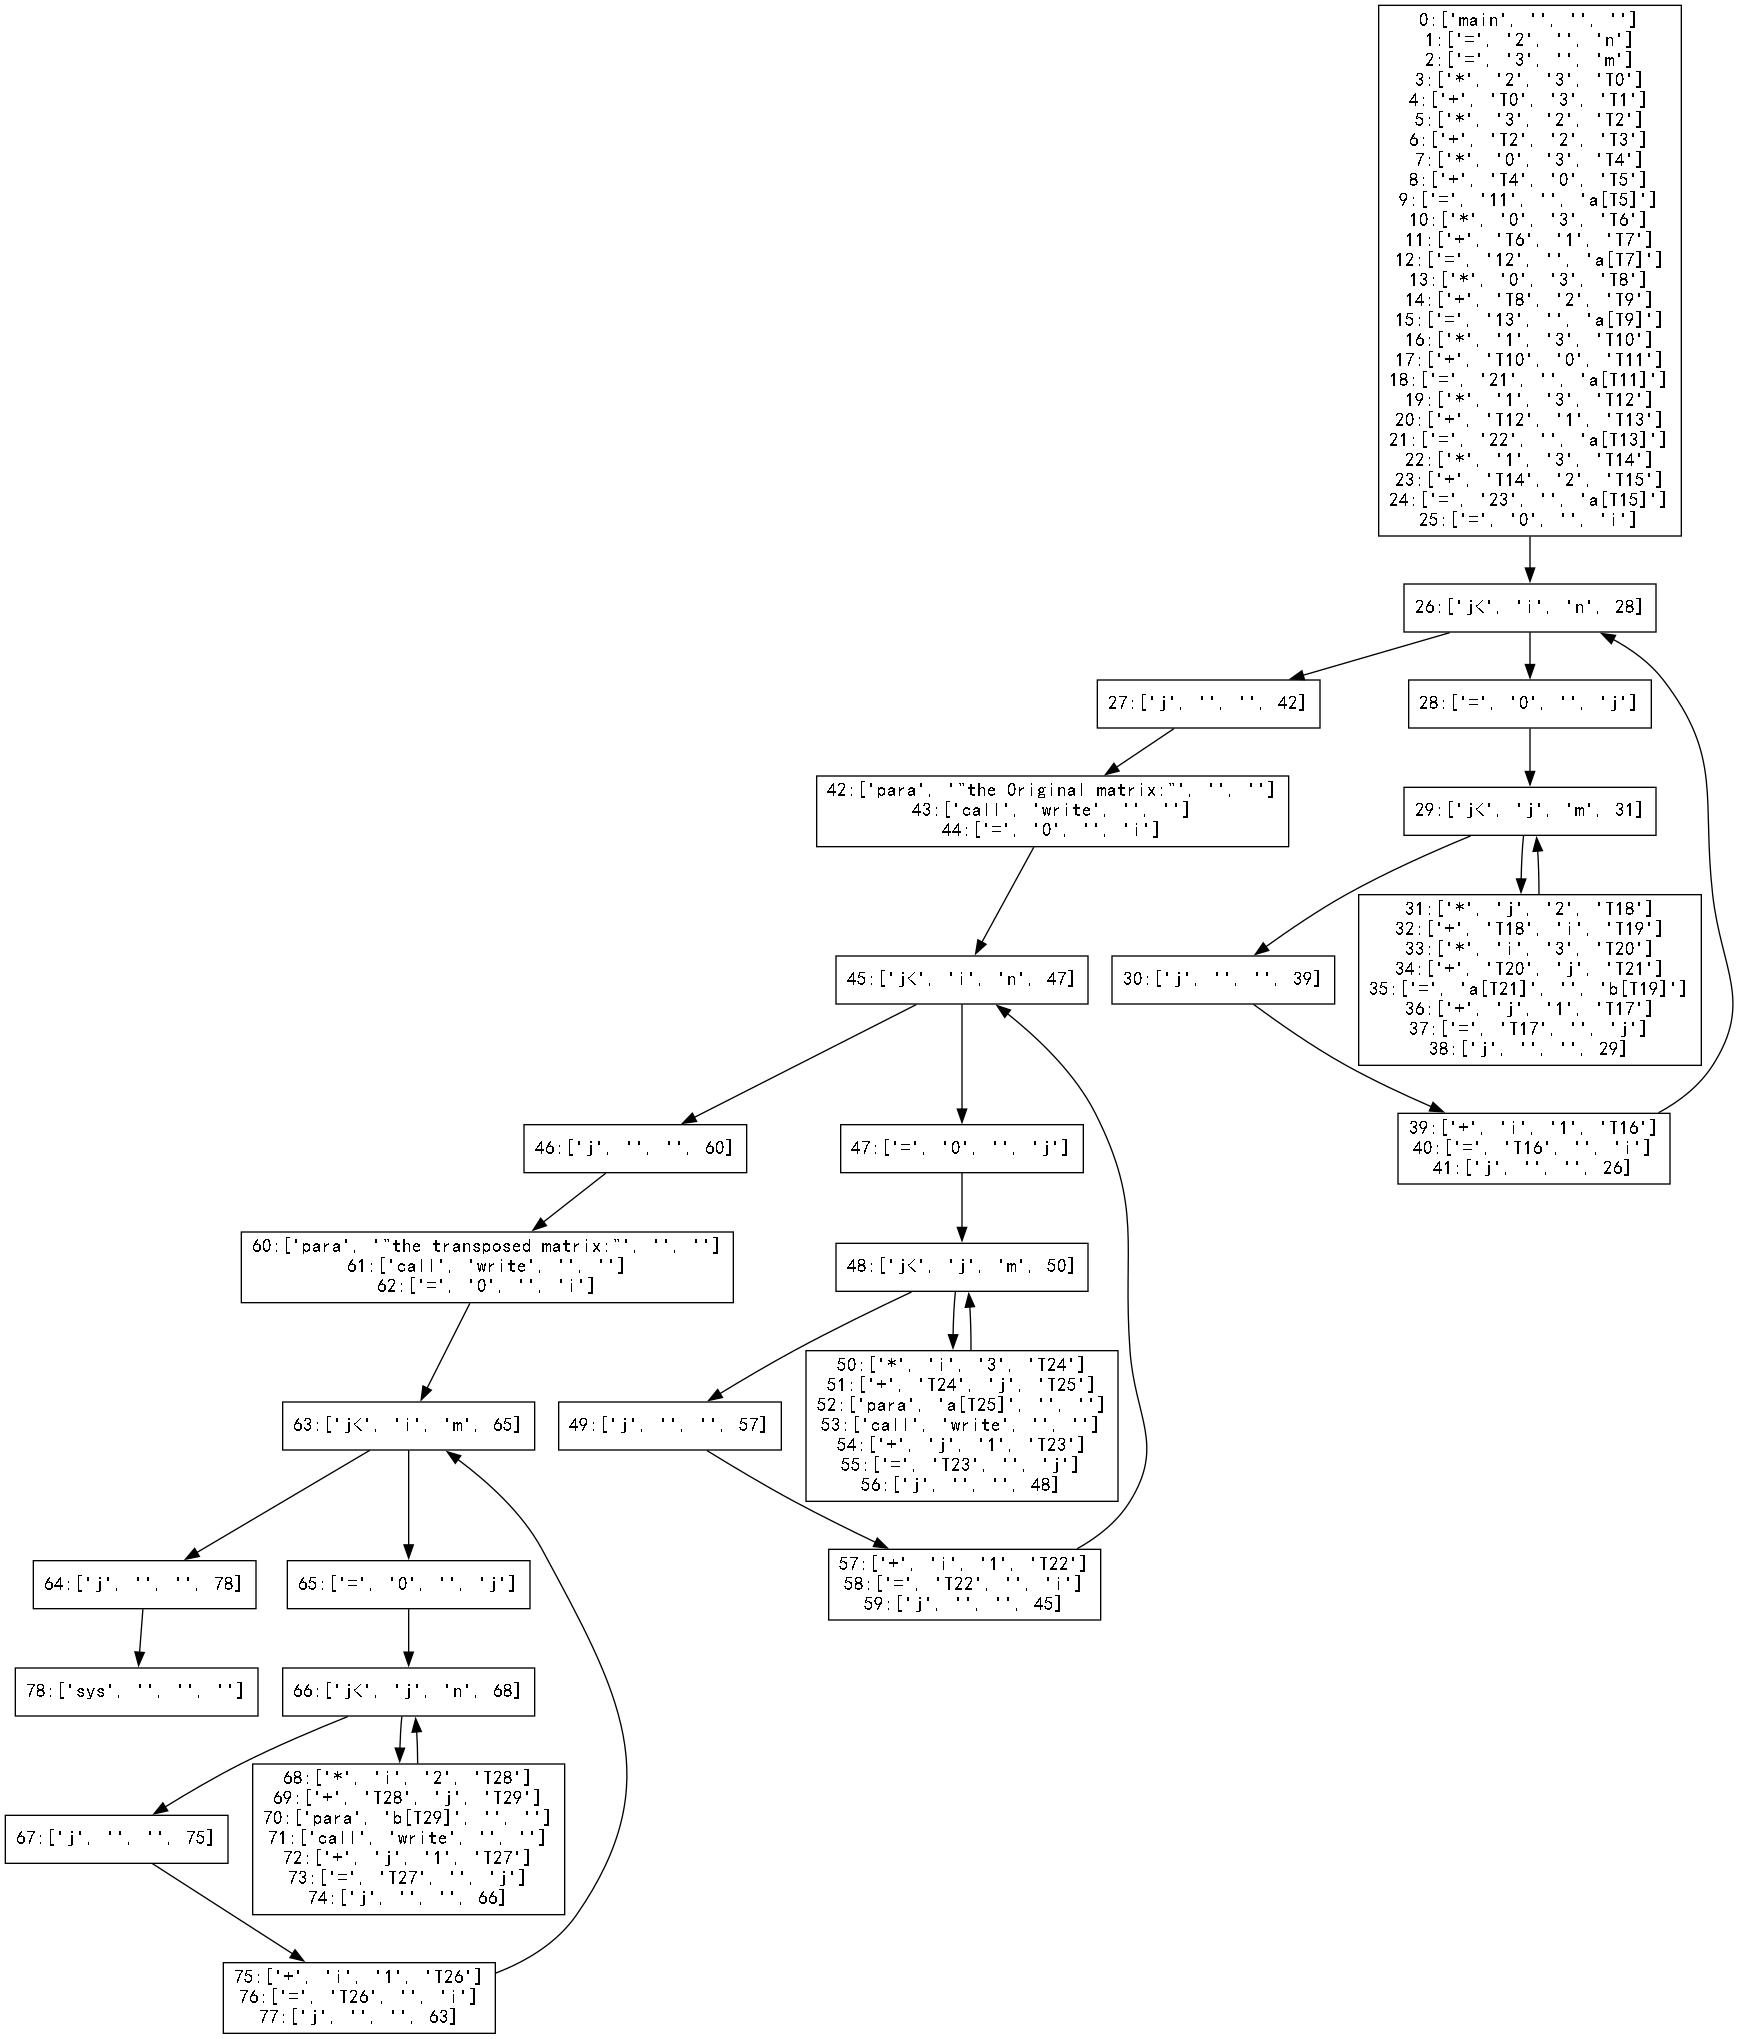 0:['main', '', '', '']
1:['=', '2', '', 'n']
2:['=', '3', '', 'm']
3:['*', '2', '3', 'T0']
4:['+', 'T0', '3', 'T1']
5:['*', '3', '2', 'T2']
6:['+', 'T2', '2', 'T3']
7:['*', '0', '3', 'T4']
8:['+', 'T4', '0', 'T5']
9:['=', '11', '', 'a[T5]']
10:['*', '0', '3', 'T6']
11:['+', 'T6', '1', 'T7']
12:['=', '12', '', 'a[T7]']
13:['*', '0', '3', 'T8']
14:['+', 'T8', '2', 'T9']
15:['=', '13', '', 'a[T9]']
16:['*', '1', '3', 'T10']
17:['+', 'T10', '0', 'T11']
18:['=', '21', '', 'a[T11]']
19:['*', '1', '3', 'T12']
20:['+', 'T12', '1', 'T13']
21:['=', '22', '', 'a[T13]']
22:['*', '1', '3', 'T14']
23:['+', 'T14', '2', 'T15']
24:['=', '23', '', 'a[T15]']
25:['=', '0', '', 'i']
26:['j<', 'i', 'n', 28]
27:['j', '', '', 42]
28:['=', '0', '', 'j']
42:['para', '"the Original matrix:"', '', '']
43:['call', 'write', '', '']
44:['=', '0', '', 'i']
29:['j<', 'j', 'm', 31]
31:['*', 'j', '2', 'T18']
32:['+', 'T18', 'i', 'T19']
33:['*', 'i', '3', 'T20']
34:['+', 'T20', 'j', 'T21']
35:['=', 'a[T21]', '', 'b[T19]']
36:['+', 'j', '1', 'T17']
37:['=', 'T17', '', 'j']
38:['j', '', '', 29]
45:['j<', 'i', 'n', 47]
30:['j', '', '', 39]
39:['+', 'i', '1', 'T16']
40:['=', 'T16', '', 'i']
41:['j', '', '', 26]
46:['j', '', '', 60]
47:['=', '0', '', 'j']
60:['para', '"the transposed matrix:"', '', '']
61:['call', 'write', '', '']
62:['=', '0', '', 'i']
48:['j<', 'j', 'm', 50]
50:['*', 'i', '3', 'T24']
51:['+', 'T24', 'j', 'T25']
52:['para', 'a[T25]', '', '']
53:['call', 'write', '', '']
54:['+', 'j', '1', 'T23']
55:['=', 'T23', '', 'j']
56:['j', '', '', 48]
63:['j<', 'i', 'm', 65]
49:['j', '', '', 57]
57:['+', 'i', '1', 'T22']
58:['=', 'T22', '', 'i']
59:['j', '', '', 45]
64:['j', '', '', 78]
65:['=', '0', '', 'j']
78:['sys', '', '', '']
66:['j<', 'j', 'n', 68]
68:['*', 'i', '2', 'T28']
69:['+', 'T28', 'j', 'T29']
70:['para', 'b[T29]', '', '']
71:['call', 'write', '', '']
72:['+', 'j', '1', 'T27']
73:['=', 'T27', '', 'j']
74:['j', '', '', 66]
67:['j', '', '', 75]
75:['+', 'i', '1', 'T26']
76:['=', 'T26', '', 'i']
77:['j', '', '', 63]